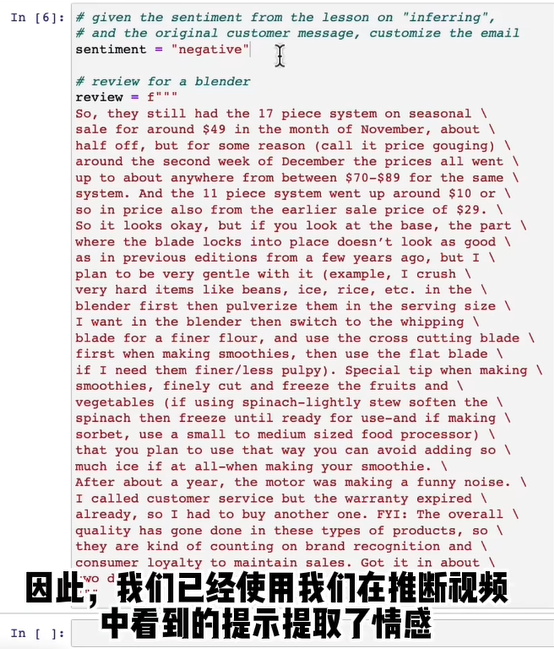 In [6]:
# given the sentiment from the lesson on "inferring",
# and the original customer message, customize the email
sentiment = "negative"
# review for a blender
review = f"""
So, they still had the 17 piece system on seasonal \
sale for around $49 in the month of November, about \
half off, but for some reason (call it price gouging) \
around the second week of December the prices all went \
up to about anywhere from between $70-$89 for the same \
system. And the 11 piece system went up around $10 or \
so in price also from the earlier sale price of $29. \
So it looks okay, but if you look at the base, the part \
where the blade locks into place doesn’t look as good \
as in previous editions from a few years ago, but I \
plan to be very gentle with it (example, I crush \
very hard items like beans, ice, rice, etc. in the \
blender first then pulverize them in the serving size \
I want in the blender then switch to the whipping \
blade for a finer flour, and use the cross cutting blade \
first when making smoothies, then use the flat blade \
if I need them finer/less pulpy). Special tip when making \
smoothies, finely cut and freeze the fruits and \
vegetables (if using spinach-lightly stew soften the \
spinach then freeze until ready for use-and if making \
sorbet, use a small to medium sized food processor) \
that you plan to use that way you can avoid adding so \
much ice if at all-when making your smoothie. \
After about a year, the motor was making a funny noise. \
I called customer service but the warranty expired \
already, so I had to buy another one. FYI: The overall \
quality has gone done in these types of products, so \
they are kind of counting on brand recognition and \
consumer loyalty to maintain sales. Got it in about \
因此，我们已经使用我们在推断视频
中看到的提示提取了情感
In [ ]: